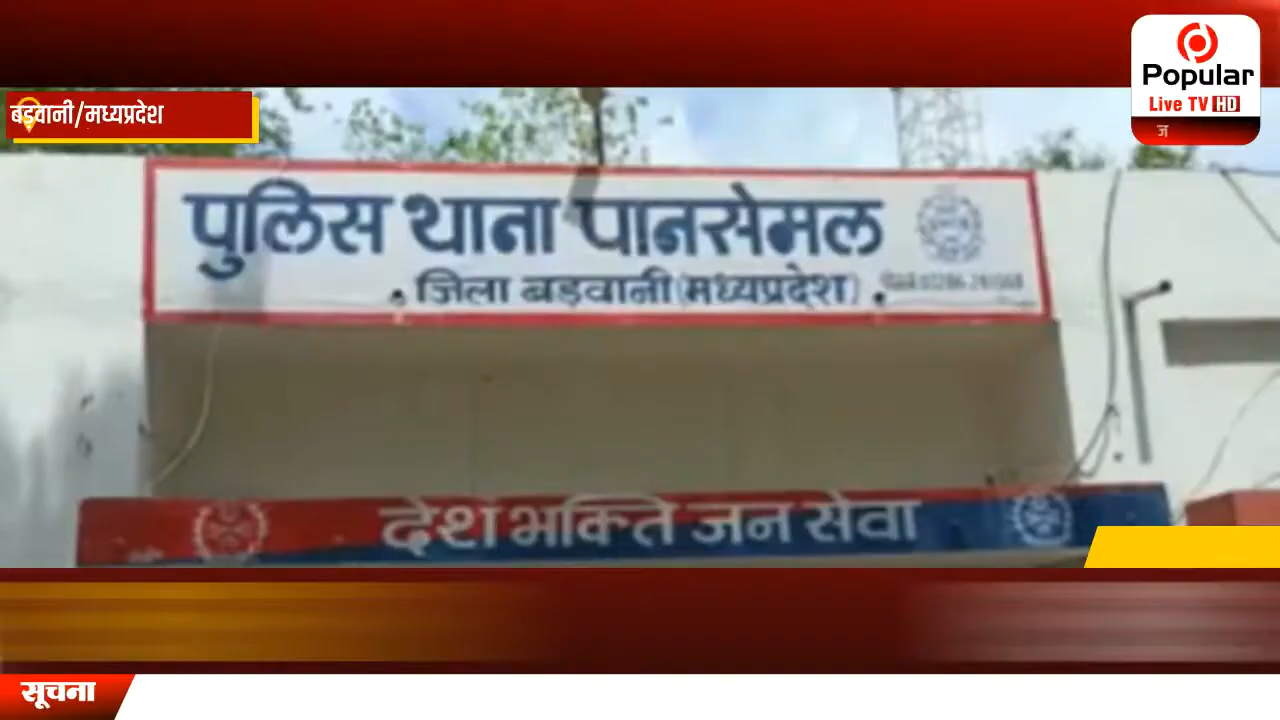 बड़वानी/मध्यप्रदेश
Popular
Live TV HD
ज
पुलिस थाना पानसेमल
जिला बड़वानी (मध्यप्रदेश)
देशभक्ति जन सेवा
सूचना